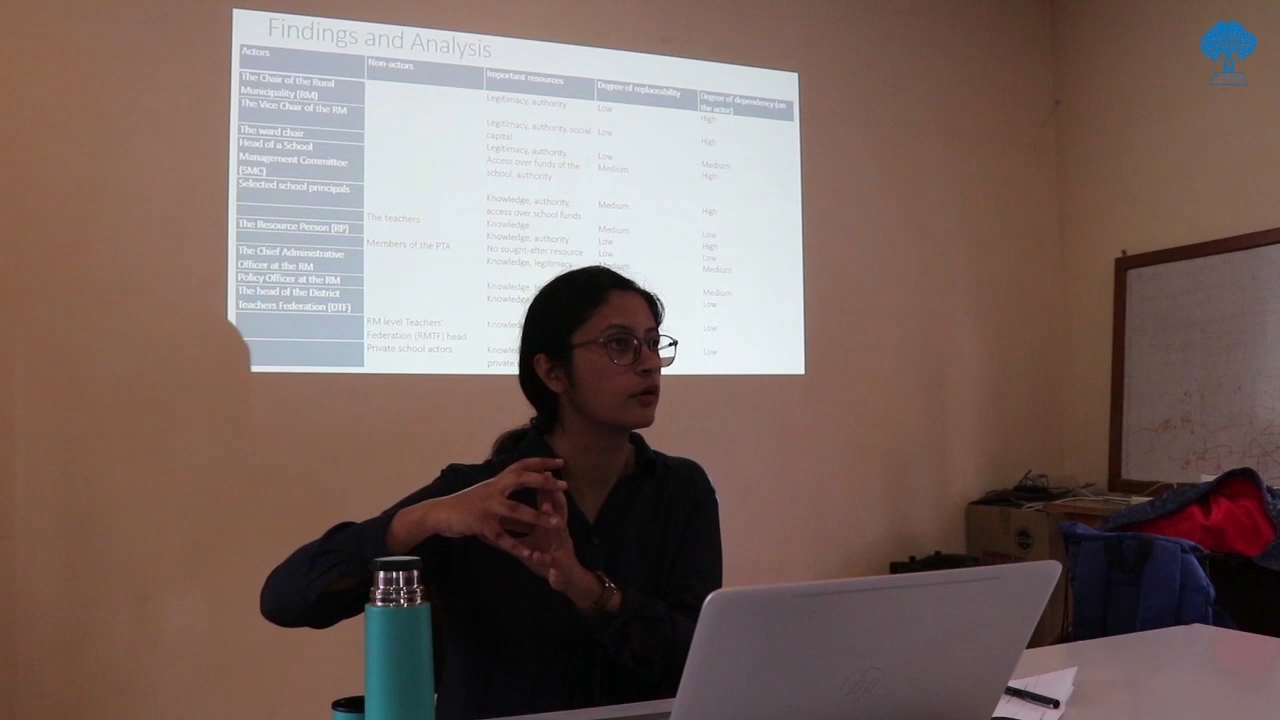 Findings and Analysis
Actors
Non-actors
Important resources
Degree of replaceability
Degree of dependency (on
the actor)
The Chair of the Rural
Municipality (RM)
Legitimacy, authority
Low
High
The Vice Chair of the RM
Legitimacy, authority, social
capital
Low
High
The ward chair
Legitimacy, authority
Low
Medium
Head of a School
Management Committee
(SMC)
Access over funds of the
school, authority
Medium
High
Selected school principals
Knowledge, authority,
access over school funds
Medium
High
The teachers
Knowledge
Medium
Low
The Resource Person (RP)
Knowledge, authority
Low
High
Members of the PTA
No sought-after resource
Low
Low
The Chief Administrative
Officer at the RM
Knowledge, legitimacy
Medium
Medium
Policy Officer at the RM
Knowledge
Medium
The head of the District
Teachers Federation (DTF)
Knowledge
Low
RM level Teachers'
Federation (RMTF) head
Low
Private school actors
Low
hp